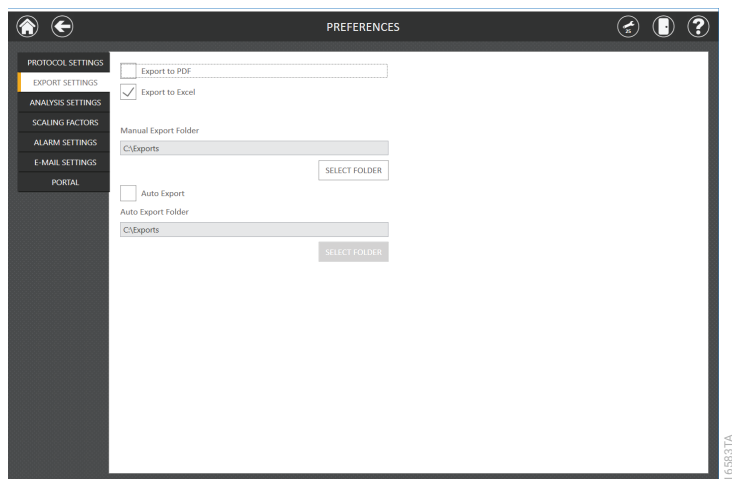 PREFERENCES
35
?
PROTOCOL SETTINGS
EXPORT SETTINGS
ANALYSIS SETTINGS
SCALING FACTORS
ALARM SETTINGS
E-MAIL SETTINGS
PORTAL
Export to PDF
Export to Excel
Manual Export Folder
C:\Exports
SELECT FOLDER
Auto Export
Auto Export Folder
C:\Exports
SELECT FOLDER
16583TA